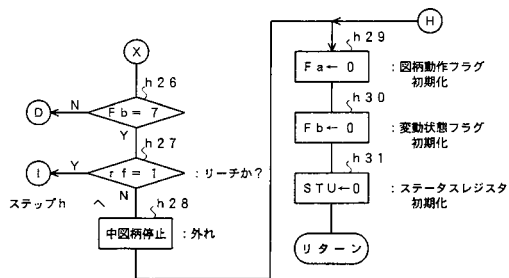 X
h26
N
D
Fb=7
Y
h27
Y
I
rf=1
:リーチか?
ステップhへ
N
h28
中図柄停止
:外れ
H
h29
Fa←0
:図柄動作フラグ
初期化
h30
Fb←0
:変動状態フラグ
初期化
h31
STU←0
:ステータスレジスタ
初期化
リターン